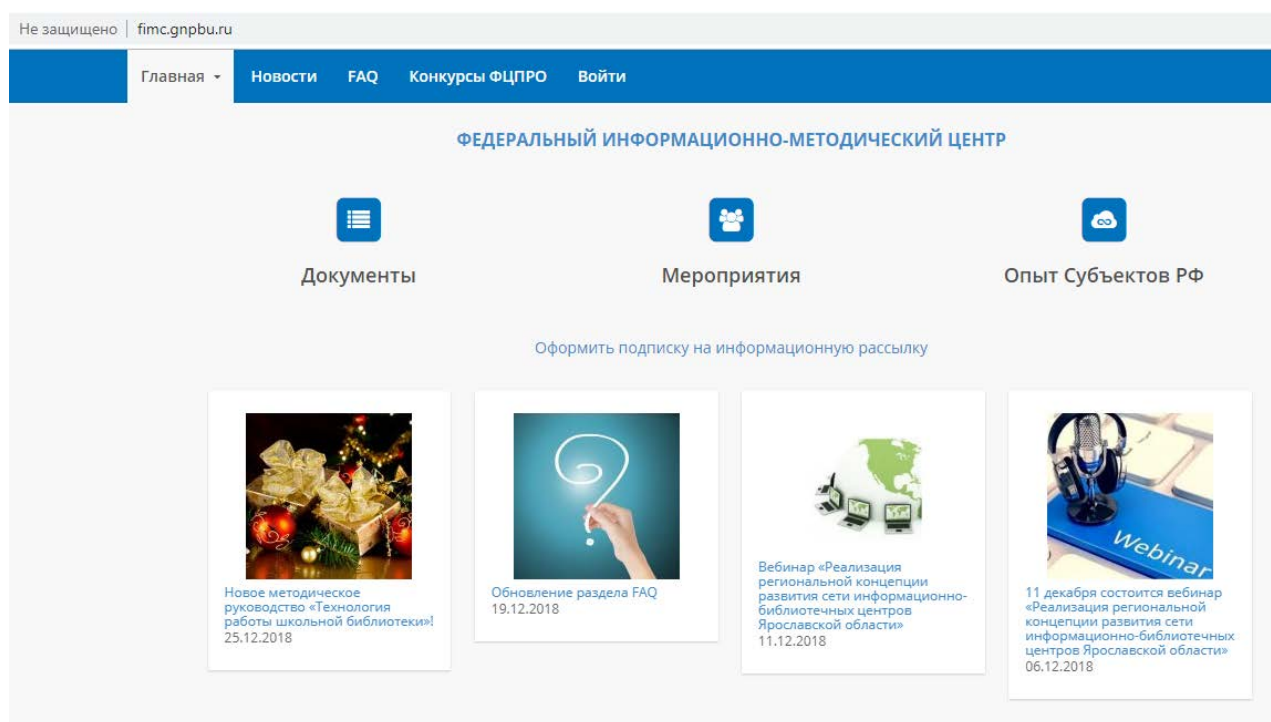 Не защищено | fimc.gnpbu.ru
Главная Новости FAQ Конкурсы ФЦПРО Войти
ФЕДЕРАЛЬНЫЙ ИНФОРМАЦИОННО-МЕТОДИЧЕСКИЙ ЦЕНТР
Документы
Мероприятия
Опыт Субъектов РФ
Оформить подписку на информационную рассылку
Новое методическое
руководство «Технология
работы школьной библиотеки»!
25.12.2018
Обновление раздела FAQ
19.12.2018
Вебинар «Реализация
региональной концепции
развития сети информационно-
библиотечных центров
Ярославской области»
11.12.2018
Webinar
11 декабря состоится вебинар
«Реализация региональной
концепции развития сети
информационно-библиотечных
центров Ярославской области»
06.12.2018